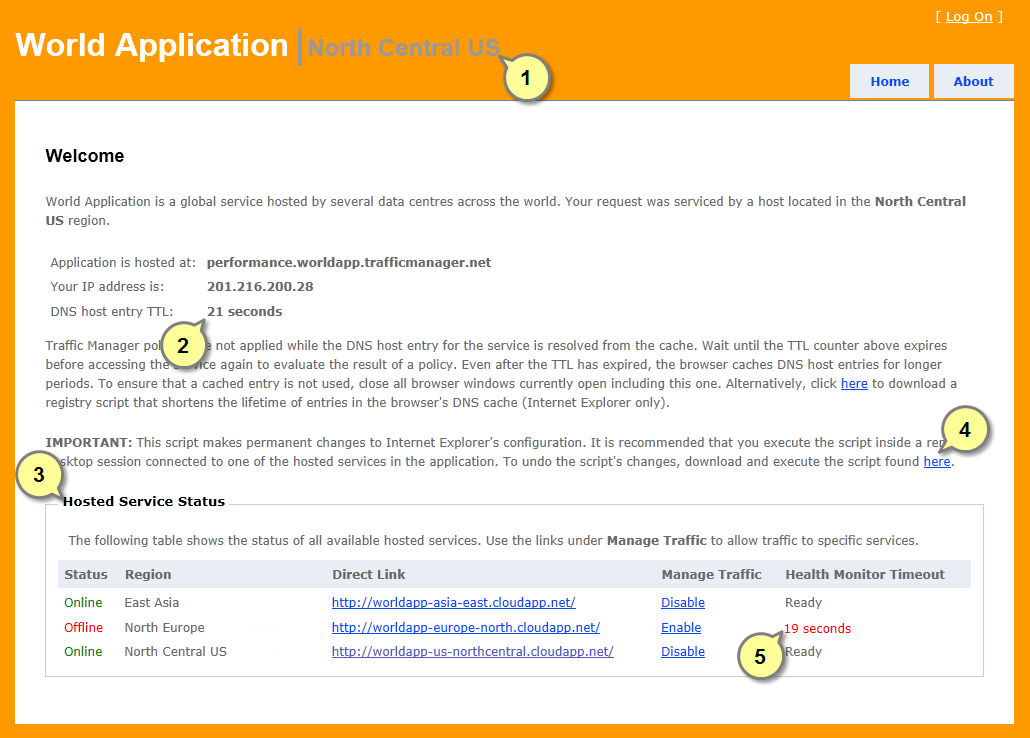 [ Log On ]
World Application | North Central US
1
Home About
Welcome
World Application is a global service hosted by several data centres across the world. Your request was serviced by a host located in the North Central
US region.
Application is hosted at: performance.worldapp.trafficmanager.net
Your IP address is: 201.216.200.28
DNS host entry TTL: 21 seconds
2
Traffic Manager not applied while the DNS host entry for the service is resolved from the cache. Wait until the TTL counter above expires
before accessing the service again to evaluate the result of a policy. Even after the TTL has expired, the browser caches DNS host entries for longer
periods. To ensure that a cached entry is not used, close all browser windows currently open including this one. Alternatively, click here to download a
registry script that shortens the lifetime of entries in the browser's DNS cache (Internet Explorer only).
4
IMPORTANT: This script makes permanent changes to Internet Explorer's configuration. It is recommended that you execute the script inside a
desktop session connected to one of the hosted services in the application. To undo the script's changes, download and execute the script found here.
3
Hosted Service Status
The following table shows the status of all available hosted services. Use the links under Manage Traffic to allow traffic to specific services.
Status Region Direct Link Manage Traffic Health Monitor Timeout
Online East Asia http://worldapp-asia-east.cloudapp.net/ Disable Ready
Offline North Europe http://worldapp-europe-north.cloudapp.net/ Enable 19 seconds
Online North Central US http://worldapp-us-northcentral.cloudapp.net/ Disable Ready
5